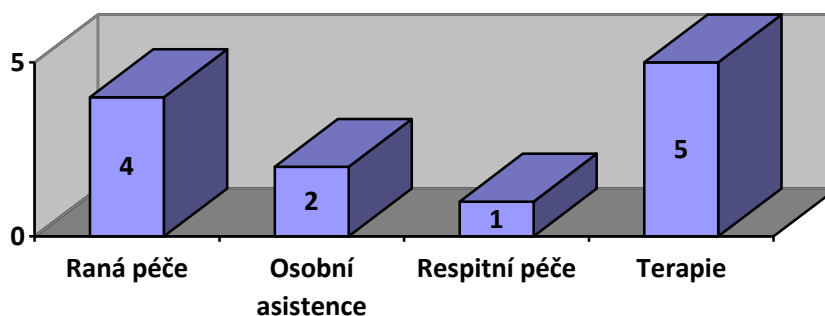 5
0
4
2
1
5
Raná péče
Osobní
asistence
Respitní péče
Terapie